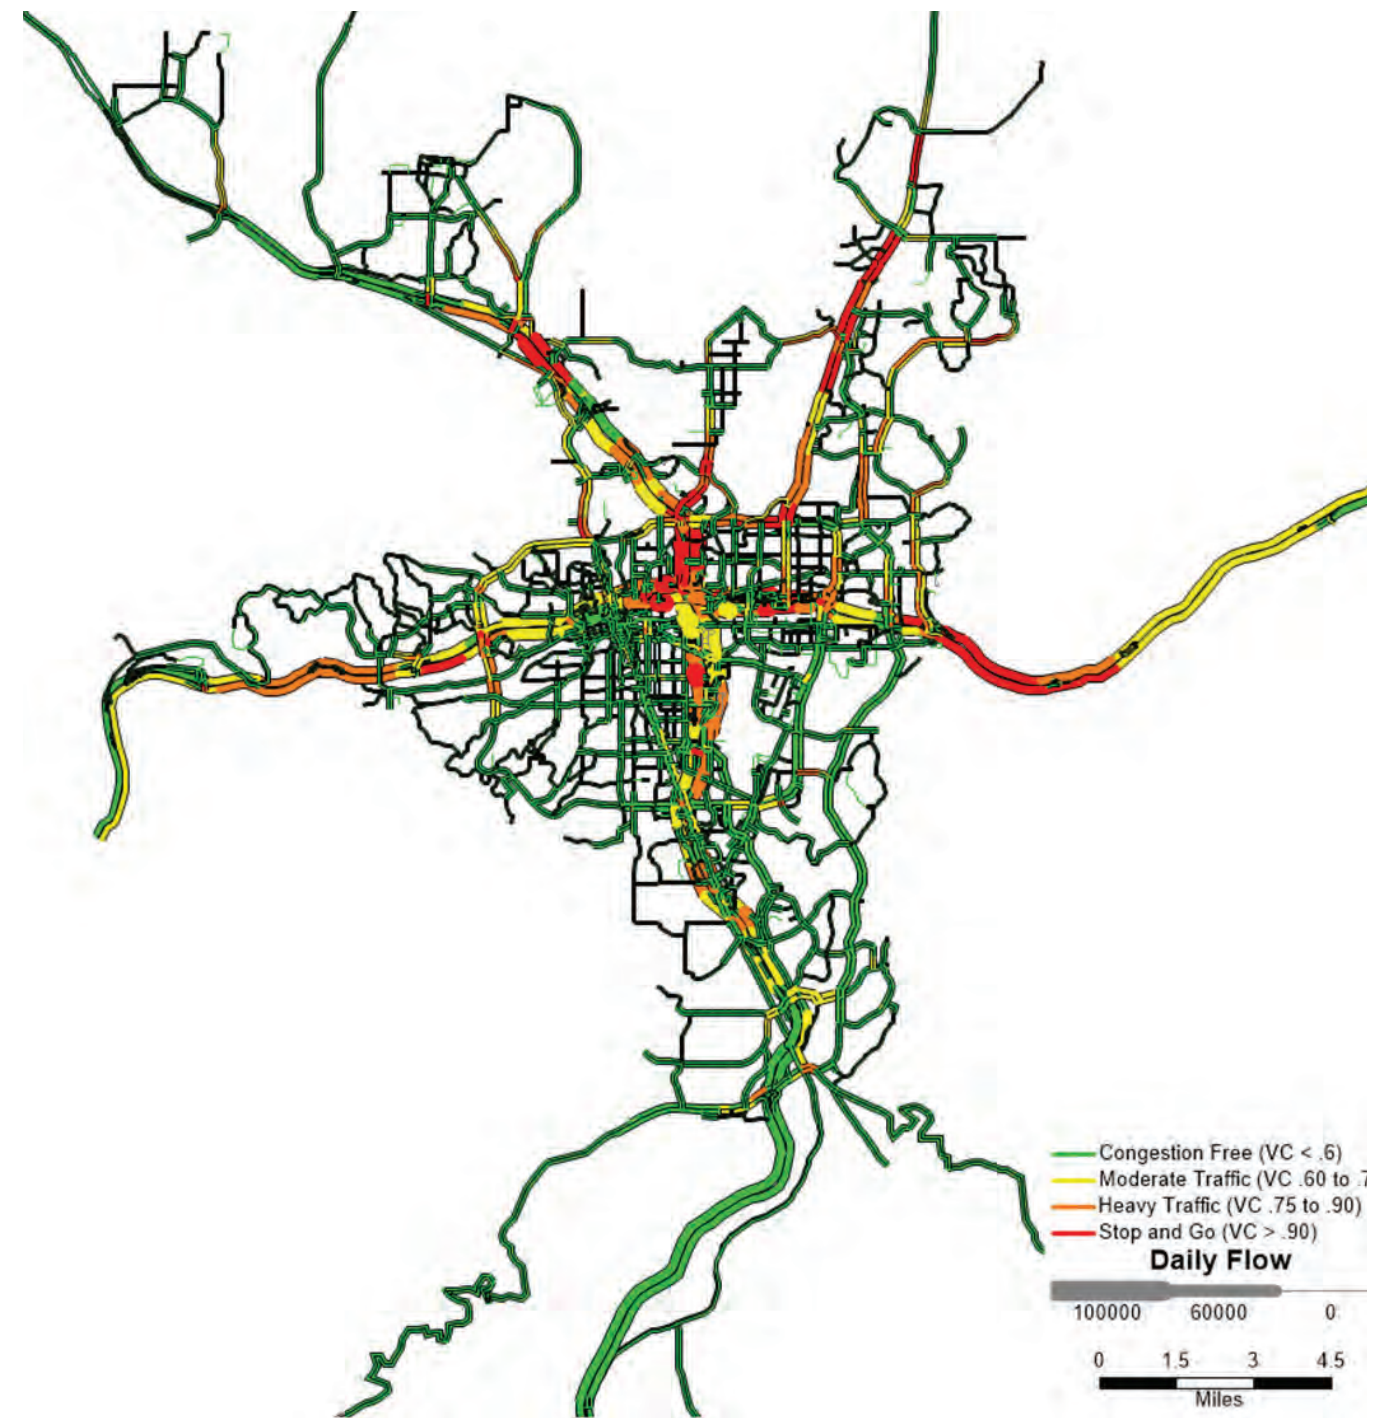 Congestion Free (VC < .6)
Moderate Traffic (VC .60 to .7
Heavy Traffic (VC .75 to .90)
Stop and Go (VC > .90)
Daily Flow
100000 60000 0
0 1.5 3 4.5
Miles